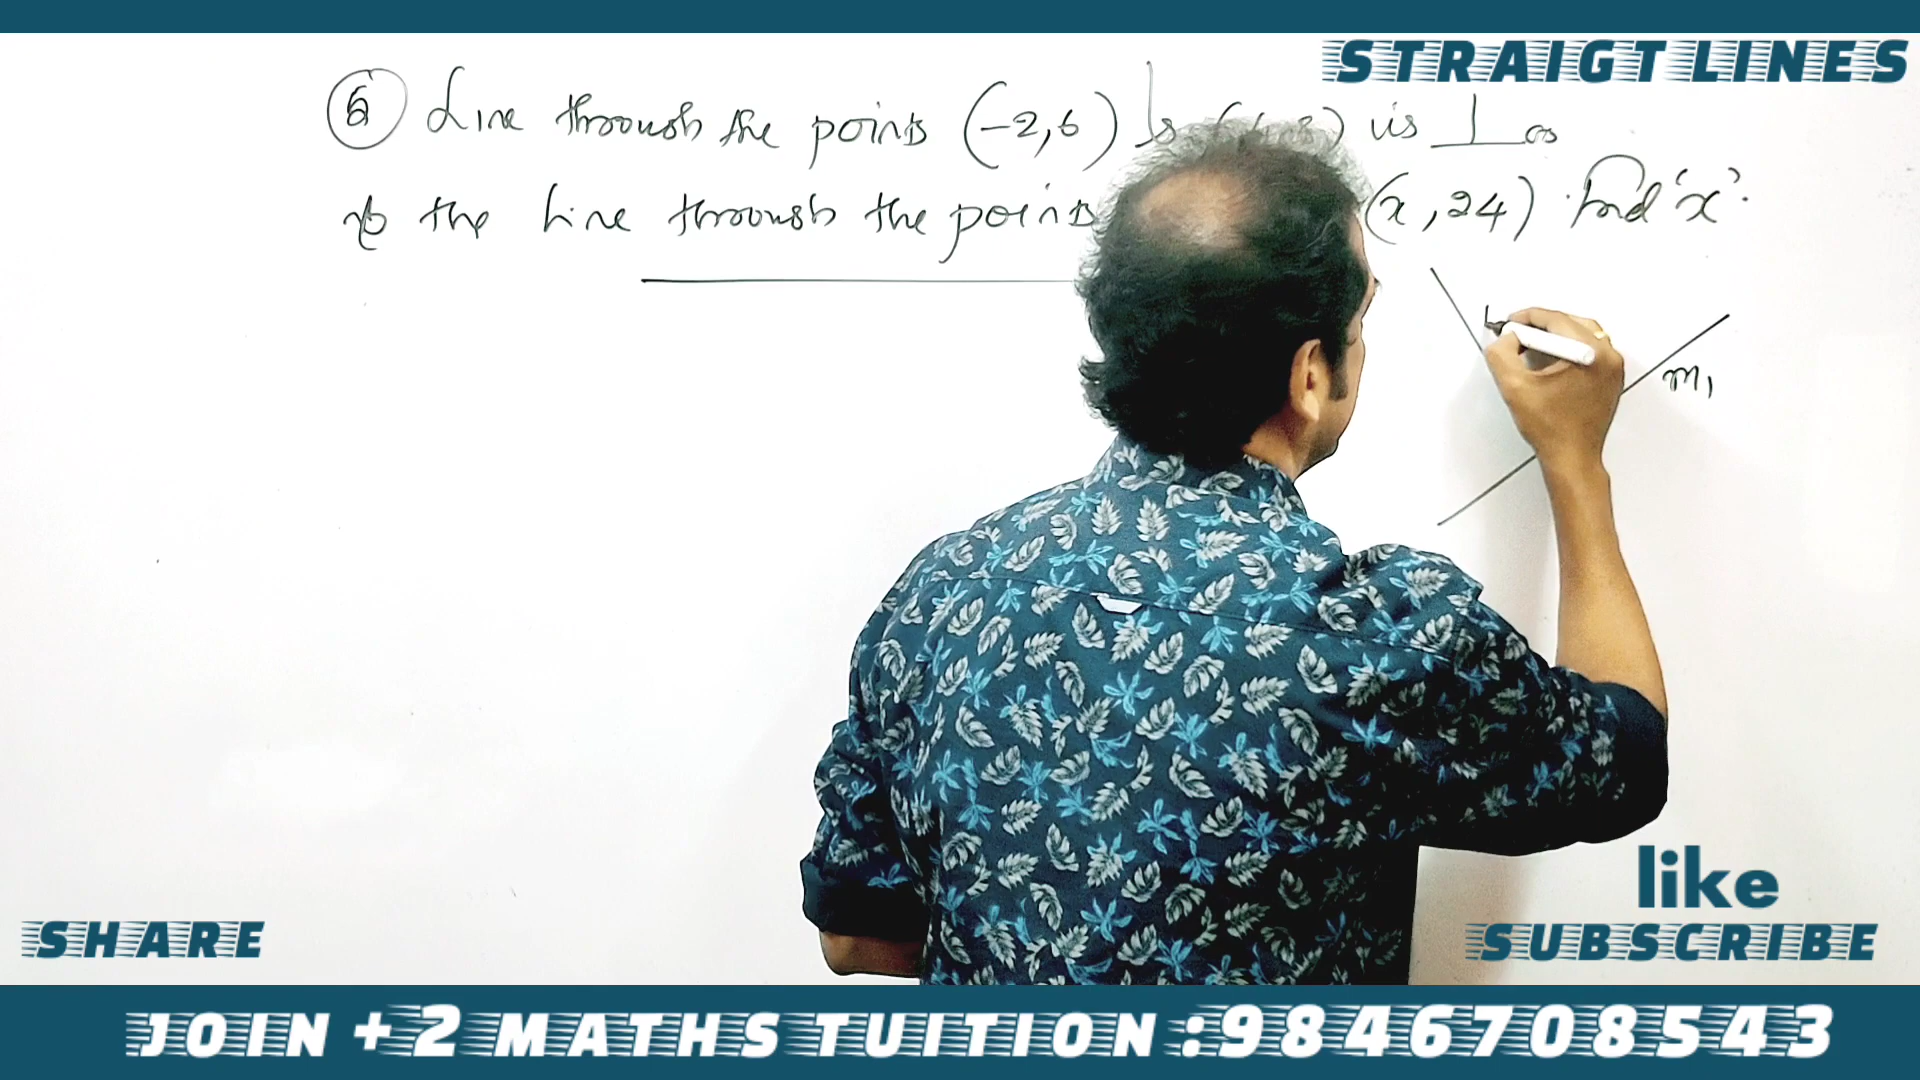 STRAIGT LINES
6 Line through the points (-2,6) is ⊥
to the line through the points (x,24). Find 'x'.
m1
like
SHARE
SUBSCRIBE
JOIN +2 MATHS TUITION :9846708543